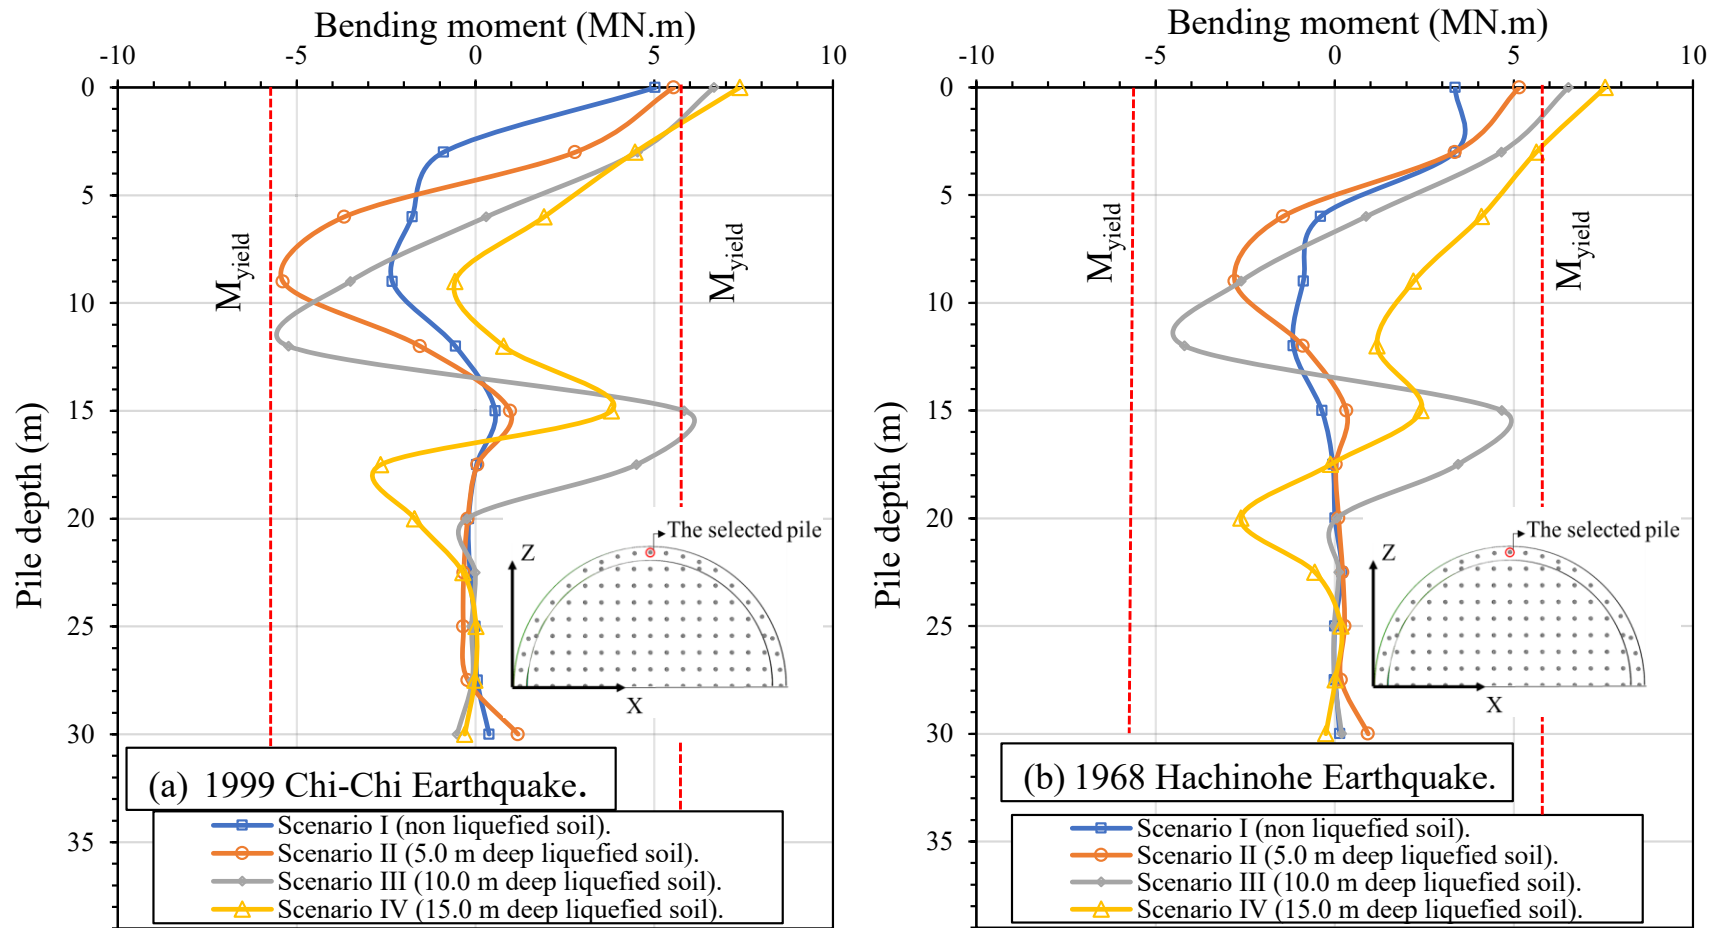 Bending moment (MN.m)
-10 -5 0 5 10
0
5
10
15
20
25
30
35
Pile depth (m)
M_yield
M_yield
The selected pile
Z
X
(a) 1999 Chi-Chi Earthquake.
Scenario I (non liquefied soil).
Scenario II (5.0 m deep liquefied soil).
Scenario III (10.0 m deep liquefied soil).
Scenario IV (15.0 m deep liquefied soil).
Bending moment (MN.m)
-10 -5 0 5 10
0
5
10
15
20
25
30
35
Pile depth (m)
M_yield
M_yield
The selected pile
Z
X
(b) 1968 Hachinohe Earthquake.
Scenario I (non liquefied soil).
Scenario II (5.0 m deep liquefied soil).
Scenario III (10.0 m deep liquefied soil).
Scenario IV (15.0 m deep liquefied soil).